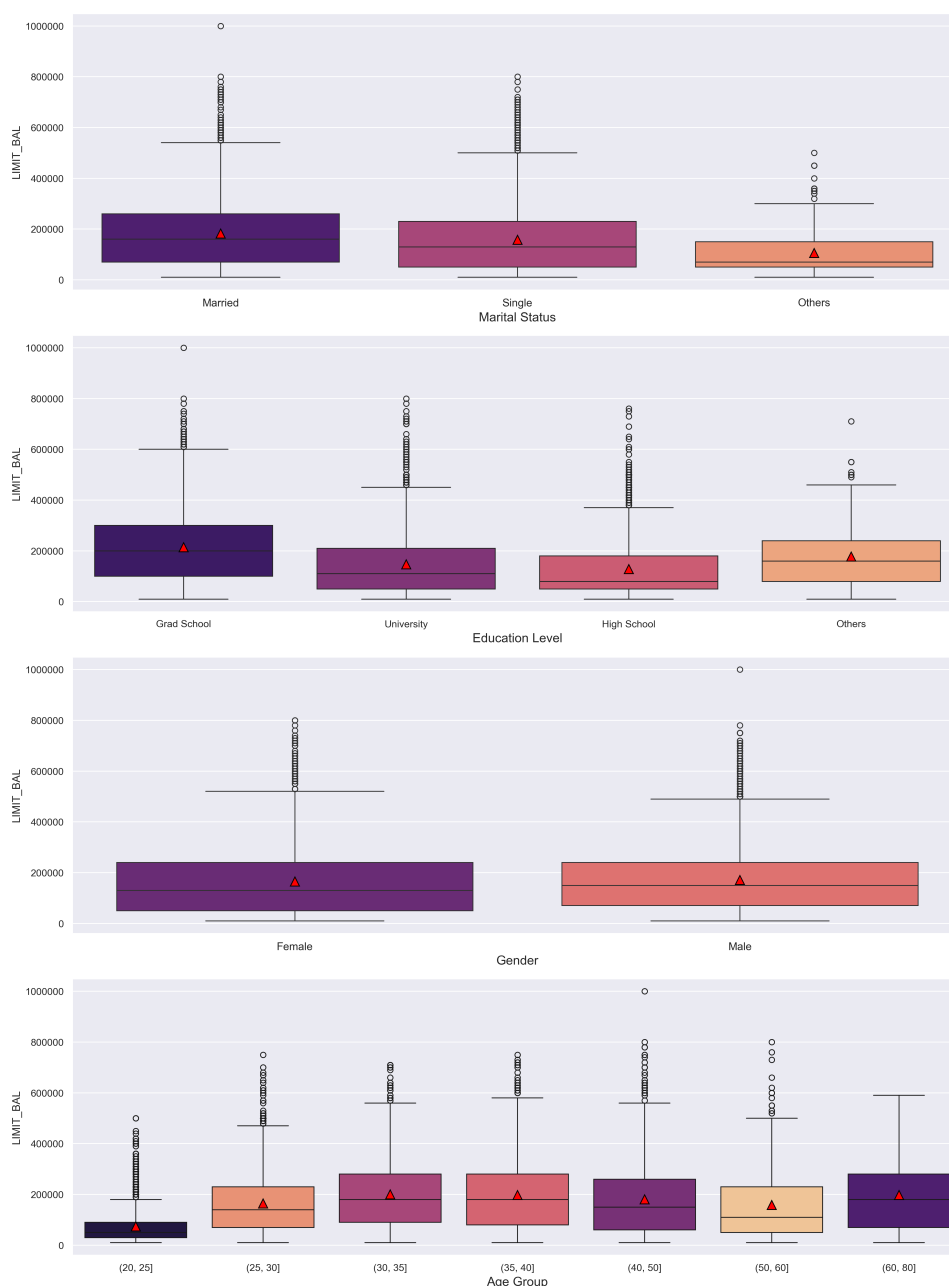 1000000
800000
600000
400000
200000
0
LIMIT_BAL
Married Single Others
Marital Status
1000000
800000
600000
400000
200000
0
LIMIT_BAL
Grad School University High School Others
Education Level
1000000
800000
600000
400000
200000
0
LIMIT_BAL
Female Male
Gender
1000000
800000
600000
400000
200000
0
LIMIT_BAL
(20, 25] (25, 30] (30, 35] (35, 40] (40, 50] (50, 60] (60, 80]
Age Group